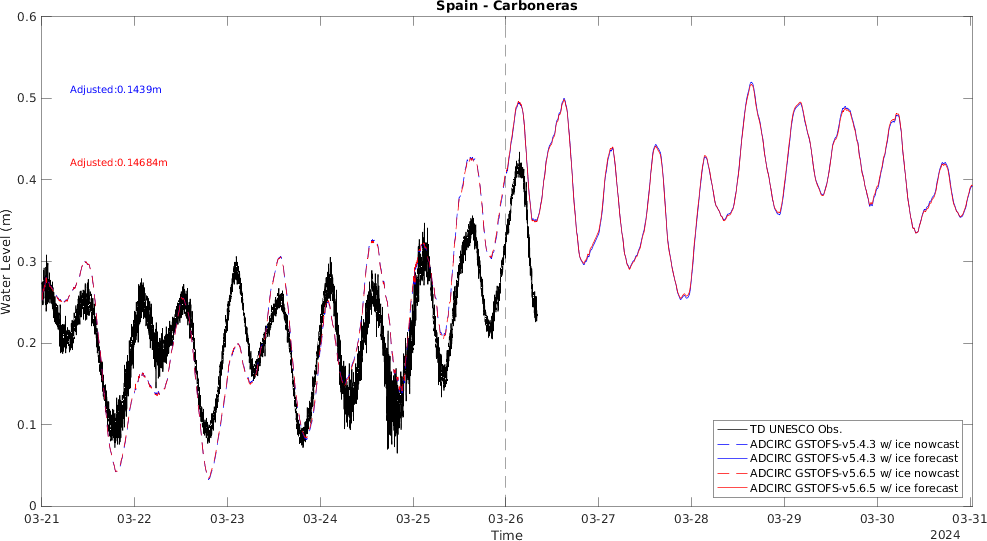 Spain - Carboneras
0.6
0.5
0.4
0.3
0.2
0.1
0
Water Level (m)
Adjusted:0.1439m
Adjusted:0.14684m
TD UNESCO Obs.
ADCIRC GSTOFS-v5.4.3 w/ ice nowcast
ADCIRC GSTOFS-v5.4.3 w/ ice forecast
ADCIRC GSTOFS-v5.6.5 w/ ice nowcast
ADCIRC GSTOFS-v5.6.5 w/ ice forecast
03-21 03-22 03-23 03-24 03-25 03-26 03-27 03-28 03-29 03-30 03-31
Time
2024